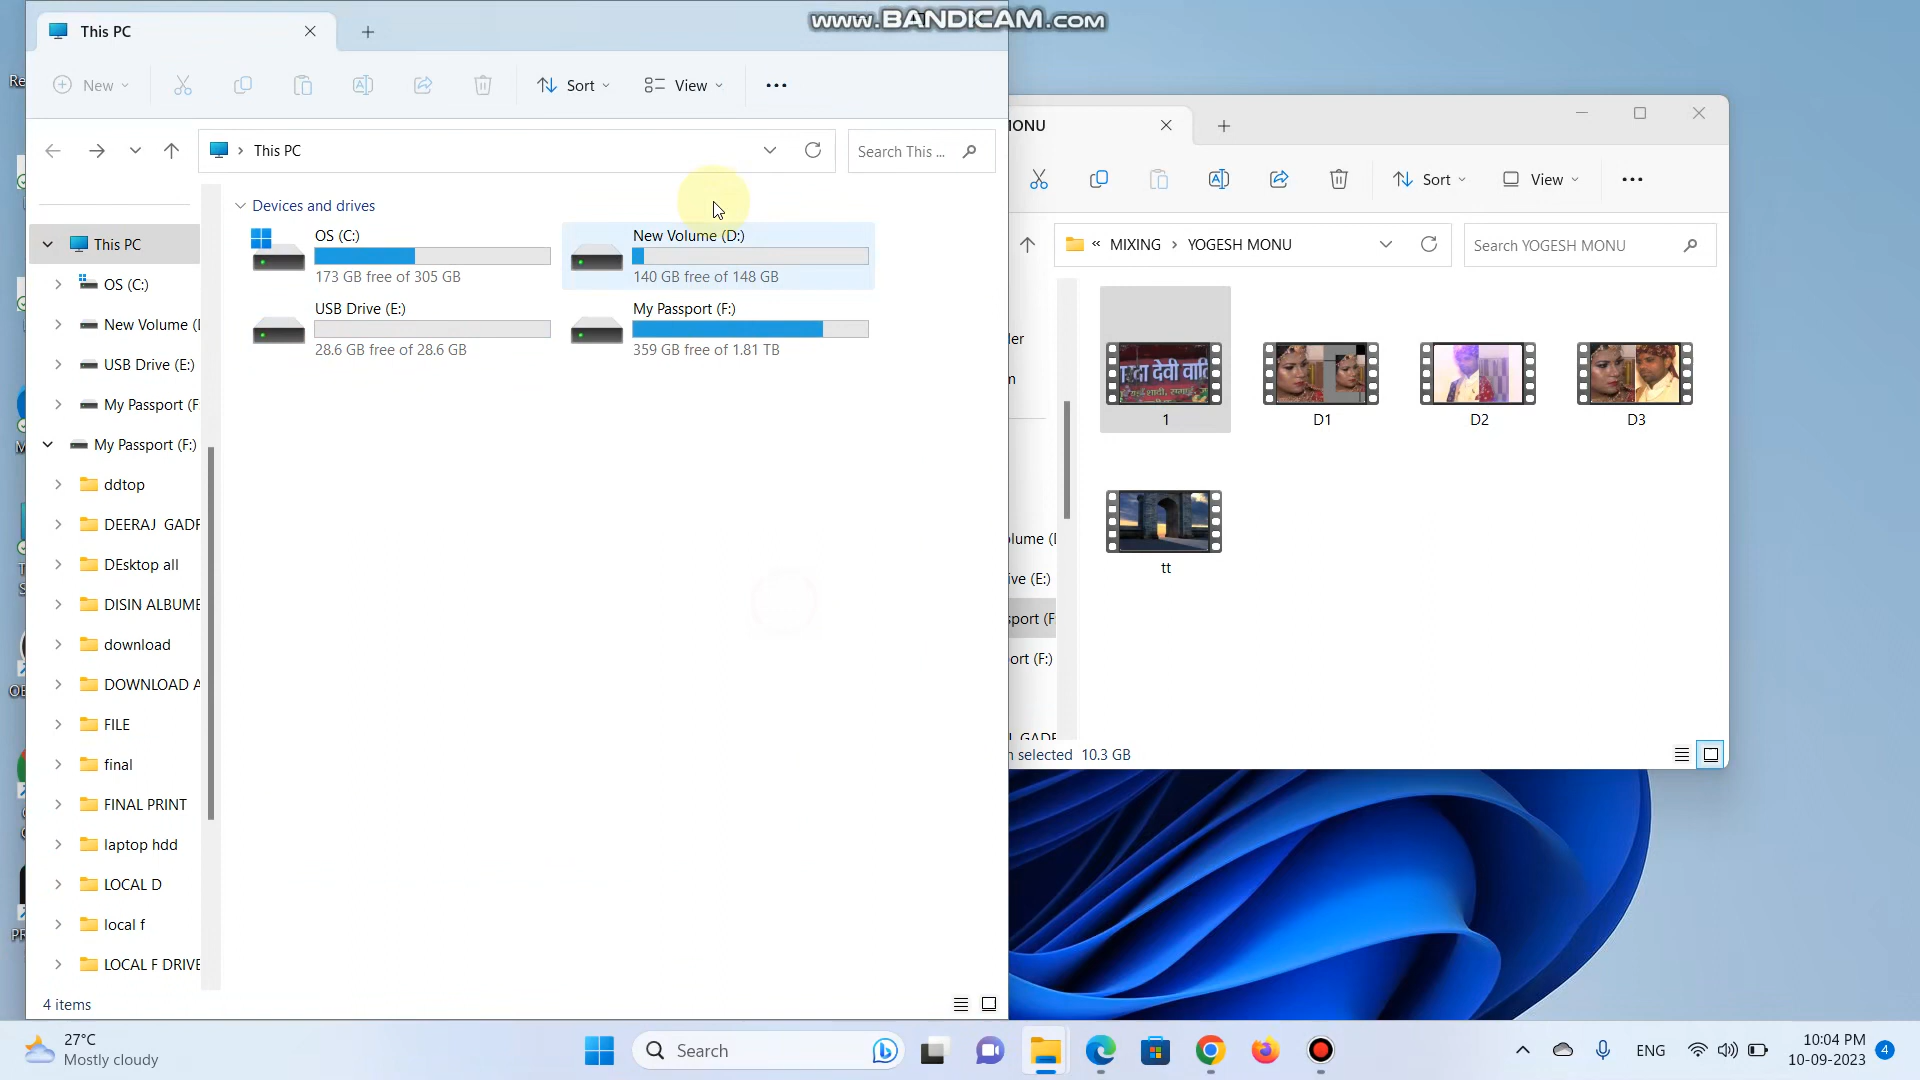 www.BANDICAM.com
This PC
New
Sort
View
This PC
Search This ...
Devices and drives
OS (C:)
173 GB free of 305 GB
New Volume (D:)
140 GB free of 148 GB
USB Drive (E:)
28.6 GB free of 28.6 GB
My Passport (F:)
359 GB free of 1.81 TB
This PC
OS (C:)
New Volume (
USB Drive (E:)
My Passport (F
My Passport (F:)
ddtop
DEERAJ GADE
DEsktop all
DISIN ALBUME
download
DOWNLOAD A
FILE
final
FINAL PRINT
laptop hdd
LOCAL D
local f
LOCAL F DRIVE
4 items
ONU
Sort
View
MIXING
YOGESH MONU
Search YOGESH MONU
der
lume (
ive (E:)
sport (F
ort (F:)
1
D1
D2
D3
tt
selected 10.3 GB
27°C
Mostly cloudy
Search
ENG
10:04 PM
10-09-2023
4